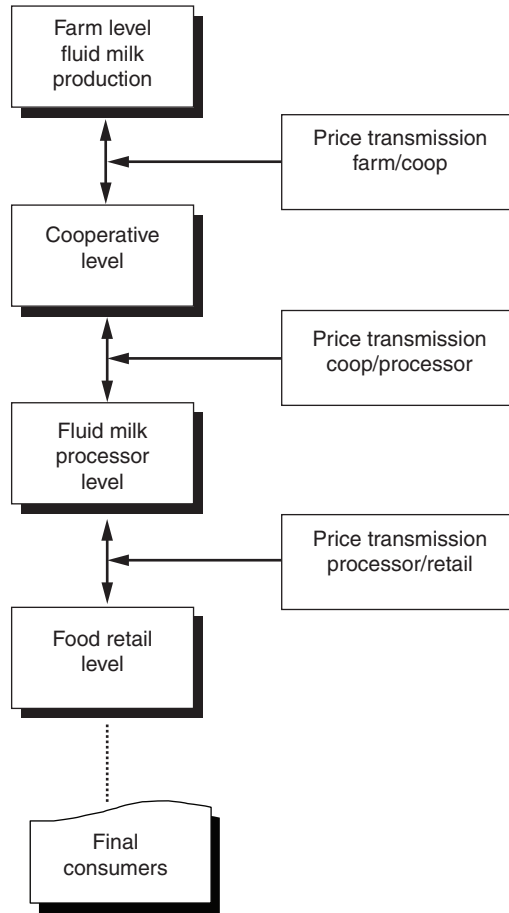 Farm level
fluid milk
production
Price transmission
farm/coop
Cooperative
level
Price transmission
coop/processor
Fluid milk
processor
level
Price transmission
processor/retail
Food retail
level
Final
consumers